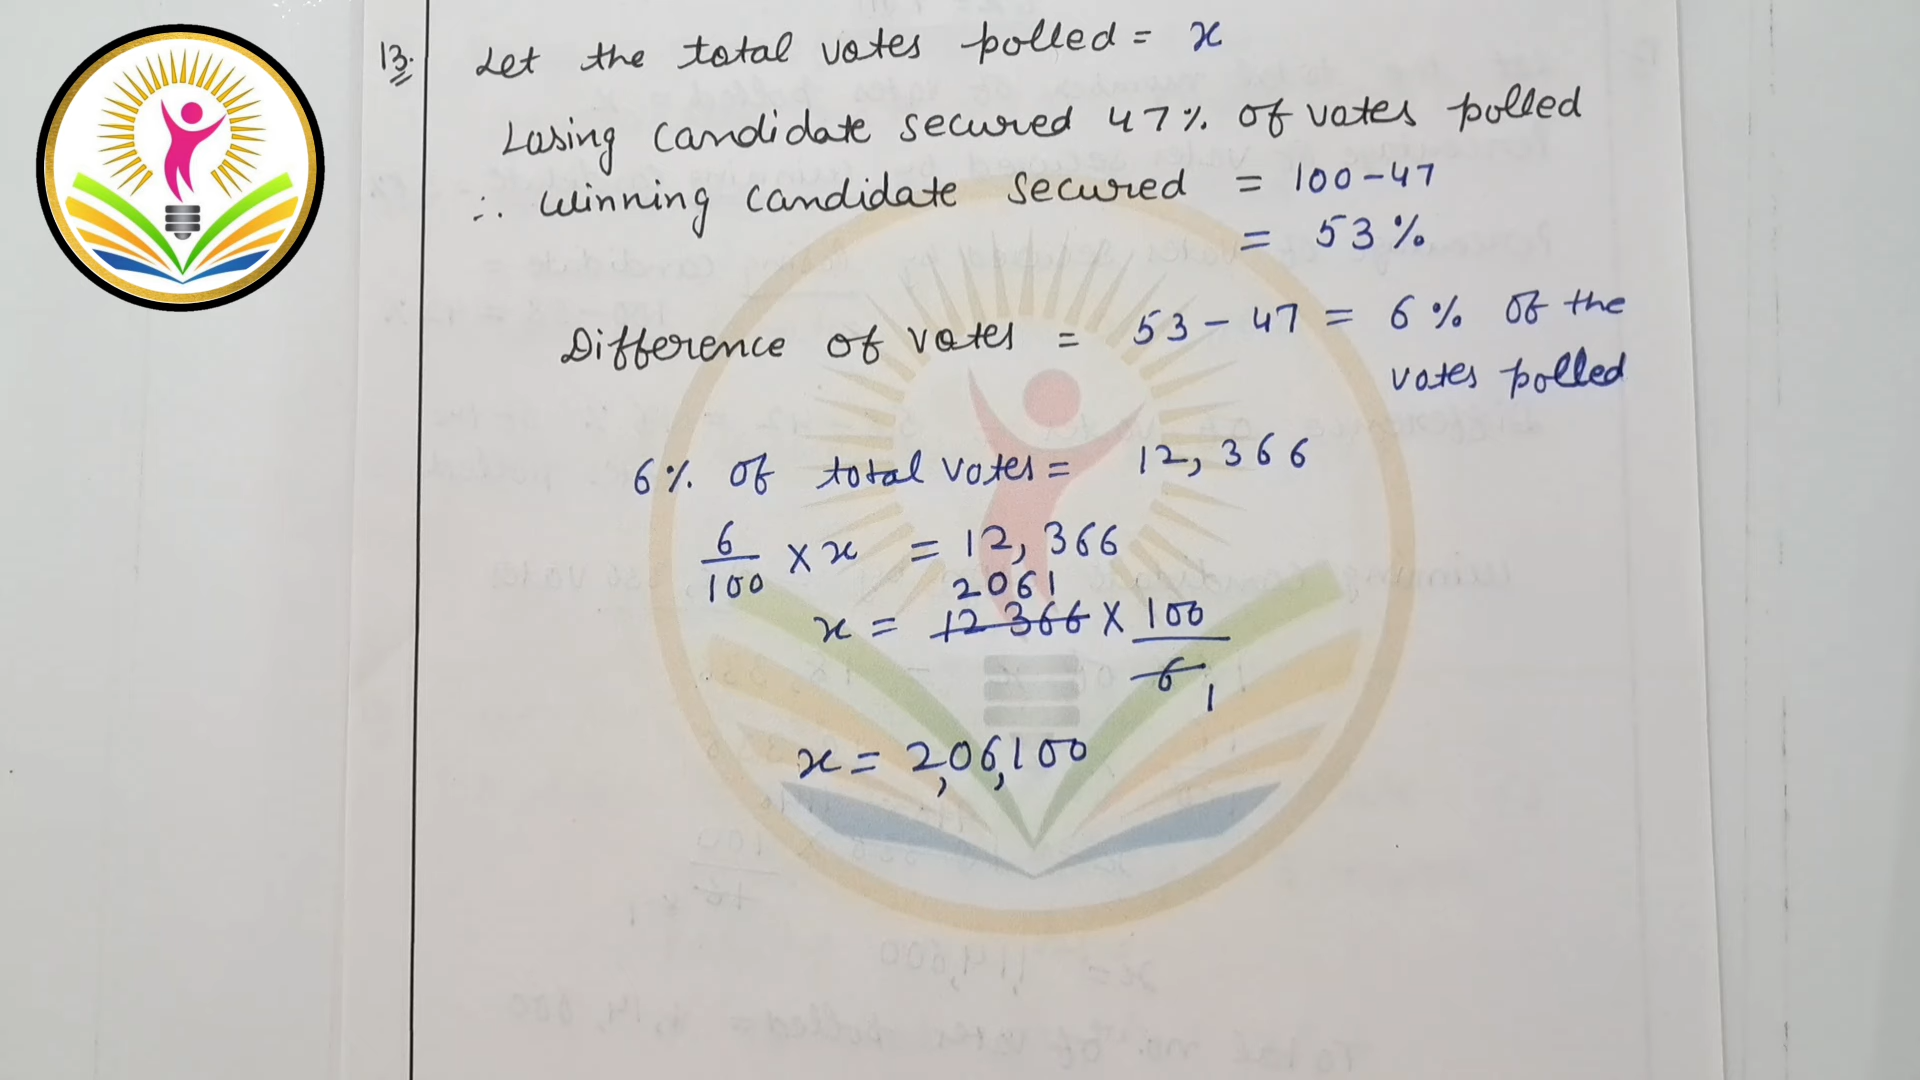 13. Let the total votes polled = x
Losing candidate secured 47% of votes polled
∴ Winning candidate secured = 100-47
= 53%
Difference of votes = 53-47 = 6% of the
votes polled
6% of total votes = 12,366
6/100 × x = 12,366
2061
x = 12366 × 100/6 1
x = 2,06,100